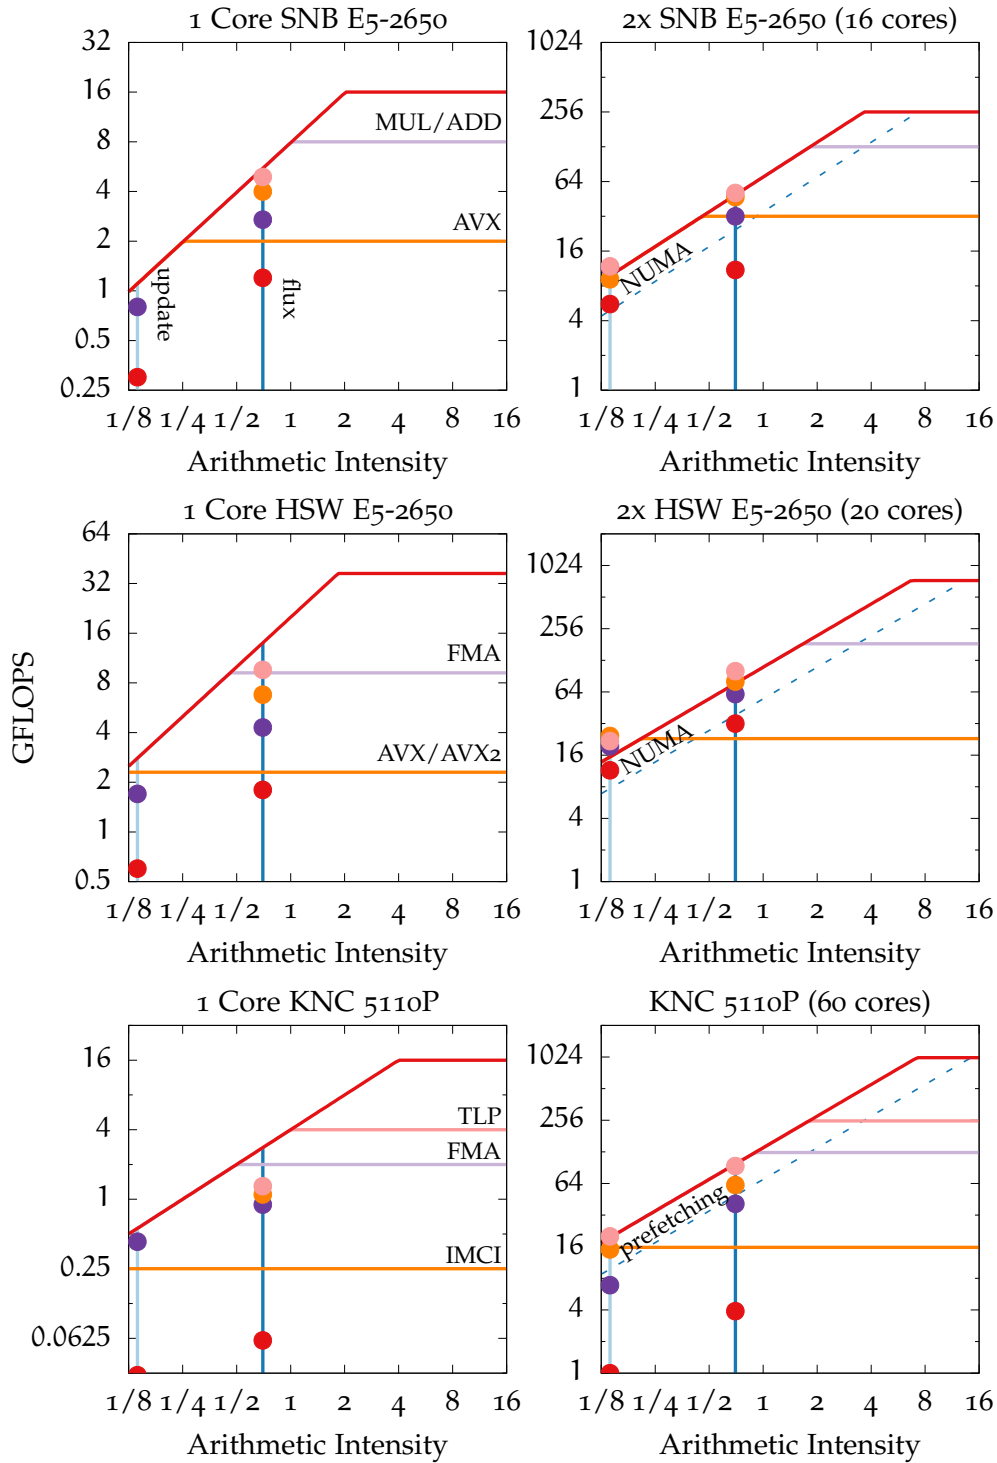 1 Core SNB E5-2650
32
16
8
4
2
1
0.5
0.25
MUL/ADD
AVX
update
flux
1/8 1/4 1/2 1 2 4 8 16
Arithmetic Intensity
2x SNB E5-2650 (16 cores)
1024
256
64
16
4
1
NUMA
1/8 1/4 1/2 1 2 4 8 16
Arithmetic Intensity
GFLOPS
1 Core HSW E5-2650
64
32
16
8
4
2
1
0.5
FMA
AVX/AVX2
1/8 1/4 1/2 1 2 4 8 16
Arithmetic Intensity
2x HSW E5-2650 (20 cores)
1024
256
64
16
4
1
NUMA
1/8 1/4 1/2 1 2 4 8 16
Arithmetic Intensity
1 Core KNC 5110P
16
4
1
0.25
0.0625
TLP
FMA
IMCI
1/8 1/4 1/2 1 2 4 8 16
Arithmetic Intensity
KNC 5110P (60 cores)
1024
256
64
16
4
1
prefetching
1/8 1/4 1/2 1 2 4 8 16
Arithmetic Intensity